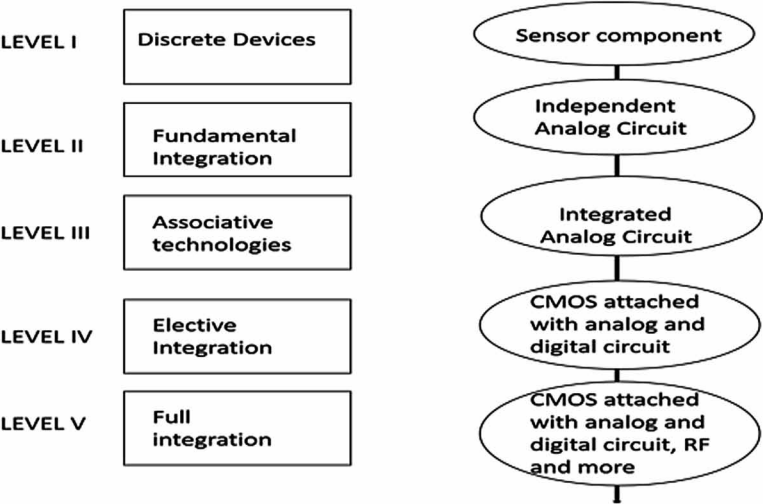 LEVEL I
Discrete Devices
Sensor component
LEVEL II
Fundamental
Integration
Independent
Analog Circuit
LEVEL III
Associative
technologies
Integrated
Analog Circuit
LEVEL IV
Elective
Integration
CMOS attached
with analog and
digital circuit
LEVEL V
Full
integration
CMOS attached
with analog and
digital circuit, RF
and more